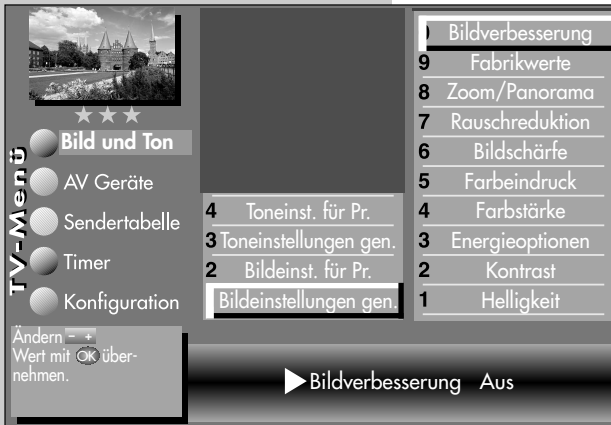 TV-Menü
Bild und Ton
AV Geräte
Sendertabelle
Timer
Konfiguration
4 Toneinst. für Pr.
3 Toneinstellungen gen.
2 Bildeinst. für Pr.
Bildeinstellungen gen.
Bildverbesserung
9 Fabrikwerte
8 Zoom/Panorama
7 Rauschreduktion
6 Bildschärfe
5 Farbeindruck
4 Farbstärke
3 Energieoptionen
2 Kontrast
1 Helligkeit
Ändern - +
Wert mit OK über-
nehmen.
Bildverbesserung Aus